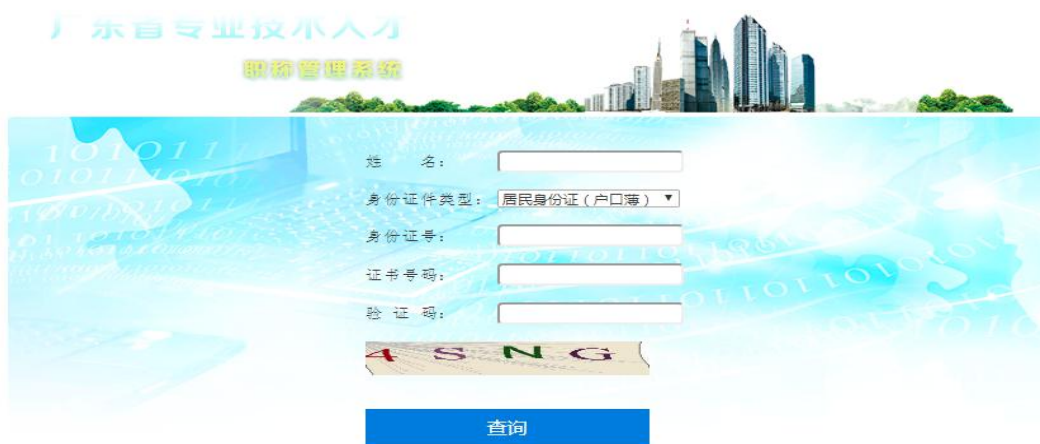 广东省专业技术人才
职称管理系统
姓 名：
身份证件类型： 居民身份证（户口薄）
身份证号：
证书号码：
验 证 码：
A S N G
查询